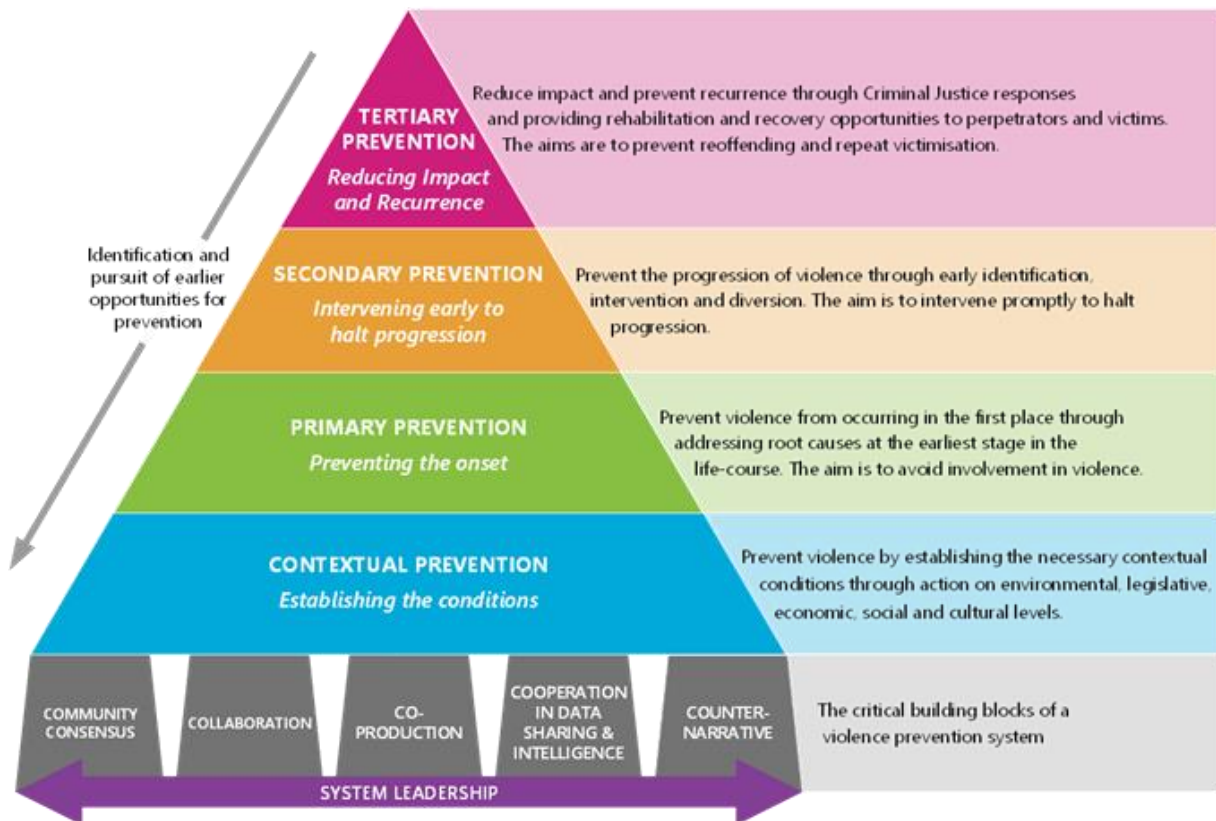 TERTIARY
PREVENTION
Reducing Impact
and Recurrence
Reduce impact and prevent recurrence through Criminal Justice responses
and providing rehabilitation and recovery opportunities to perpetrators and victims.
The aims are to prevent reoffending and repeat victimisation.
Identification and
pursuit of earlier
opportunities for
prevention
SECONDARY PREVENTION
Intervening early to
halt progression
Prevent the progression of violence through early identification,
intervention and diversion. The aim is to intervene promptly to halt
progression.
PRIMARY PREVENTION
Preventing the onset
Prevent violence from occurring in the first place through
addressing root causes at the earliest stage in the
life-course. The aim is to avoid involvement in violence.
CONTEXTUAL PREVENTION
Establishing the conditions
Prevent violence by establishing the necessary contextual
conditions through action on environmental, legislative,
economic, social and cultural levels.
COMMUNITY
CONSENSUS
COLLABORATION
CO-
PRODUCTION
COOPERATION
IN DATA
SHARING &
INTELLIGENCE
COUNTER-
NARRATIVE
The critical building blocks of a
violence prevention system
SYSTEM LEADERSHIP